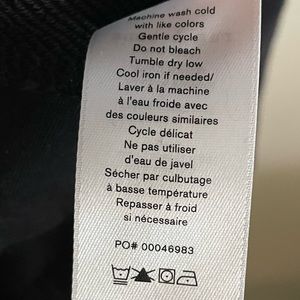 Machine wash cold
with like colors
Gentle cycle
Do not bleach
Tumble dry low
Cool iron if needed/
Laver à la machine
à l'eau froide avec
des couleurs similaires
Cycle délicat
Ne pas utiliser
d'eau de javel
Sécher par culbutage
à basse température
Repasser à froid
si nécessaire
PO# 00046983